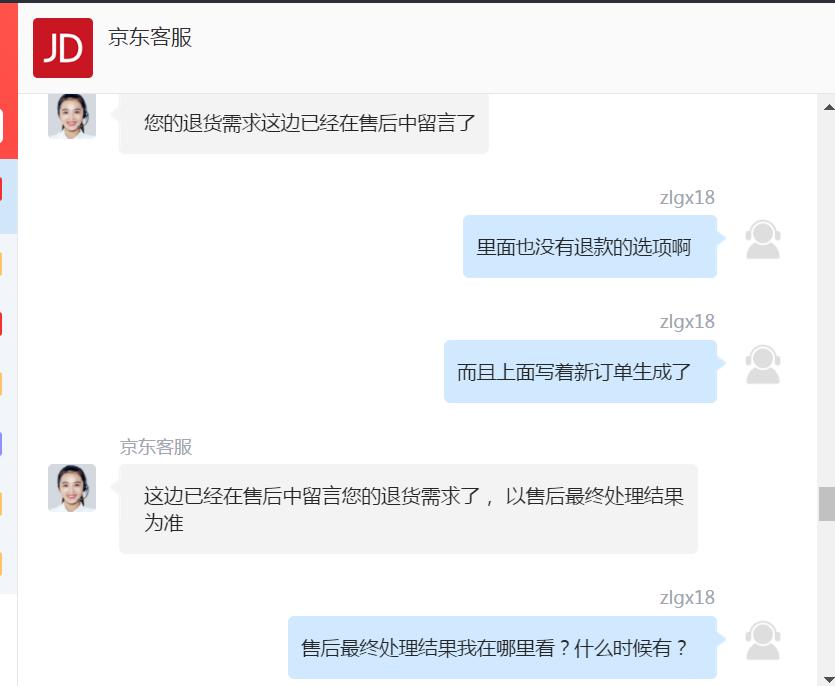 JD
京东客服
您的退货需求这边已经在售后中留言了
zlgx18
里面也没有退款的选项啊
zlgx18
而且上面写着新订单生成了
京东客服
这边已经在售后中留言您的退货需求了，以售后最终处理结果
为准
zlgx18
售后最终处理结果我在哪里看？什么时候有？